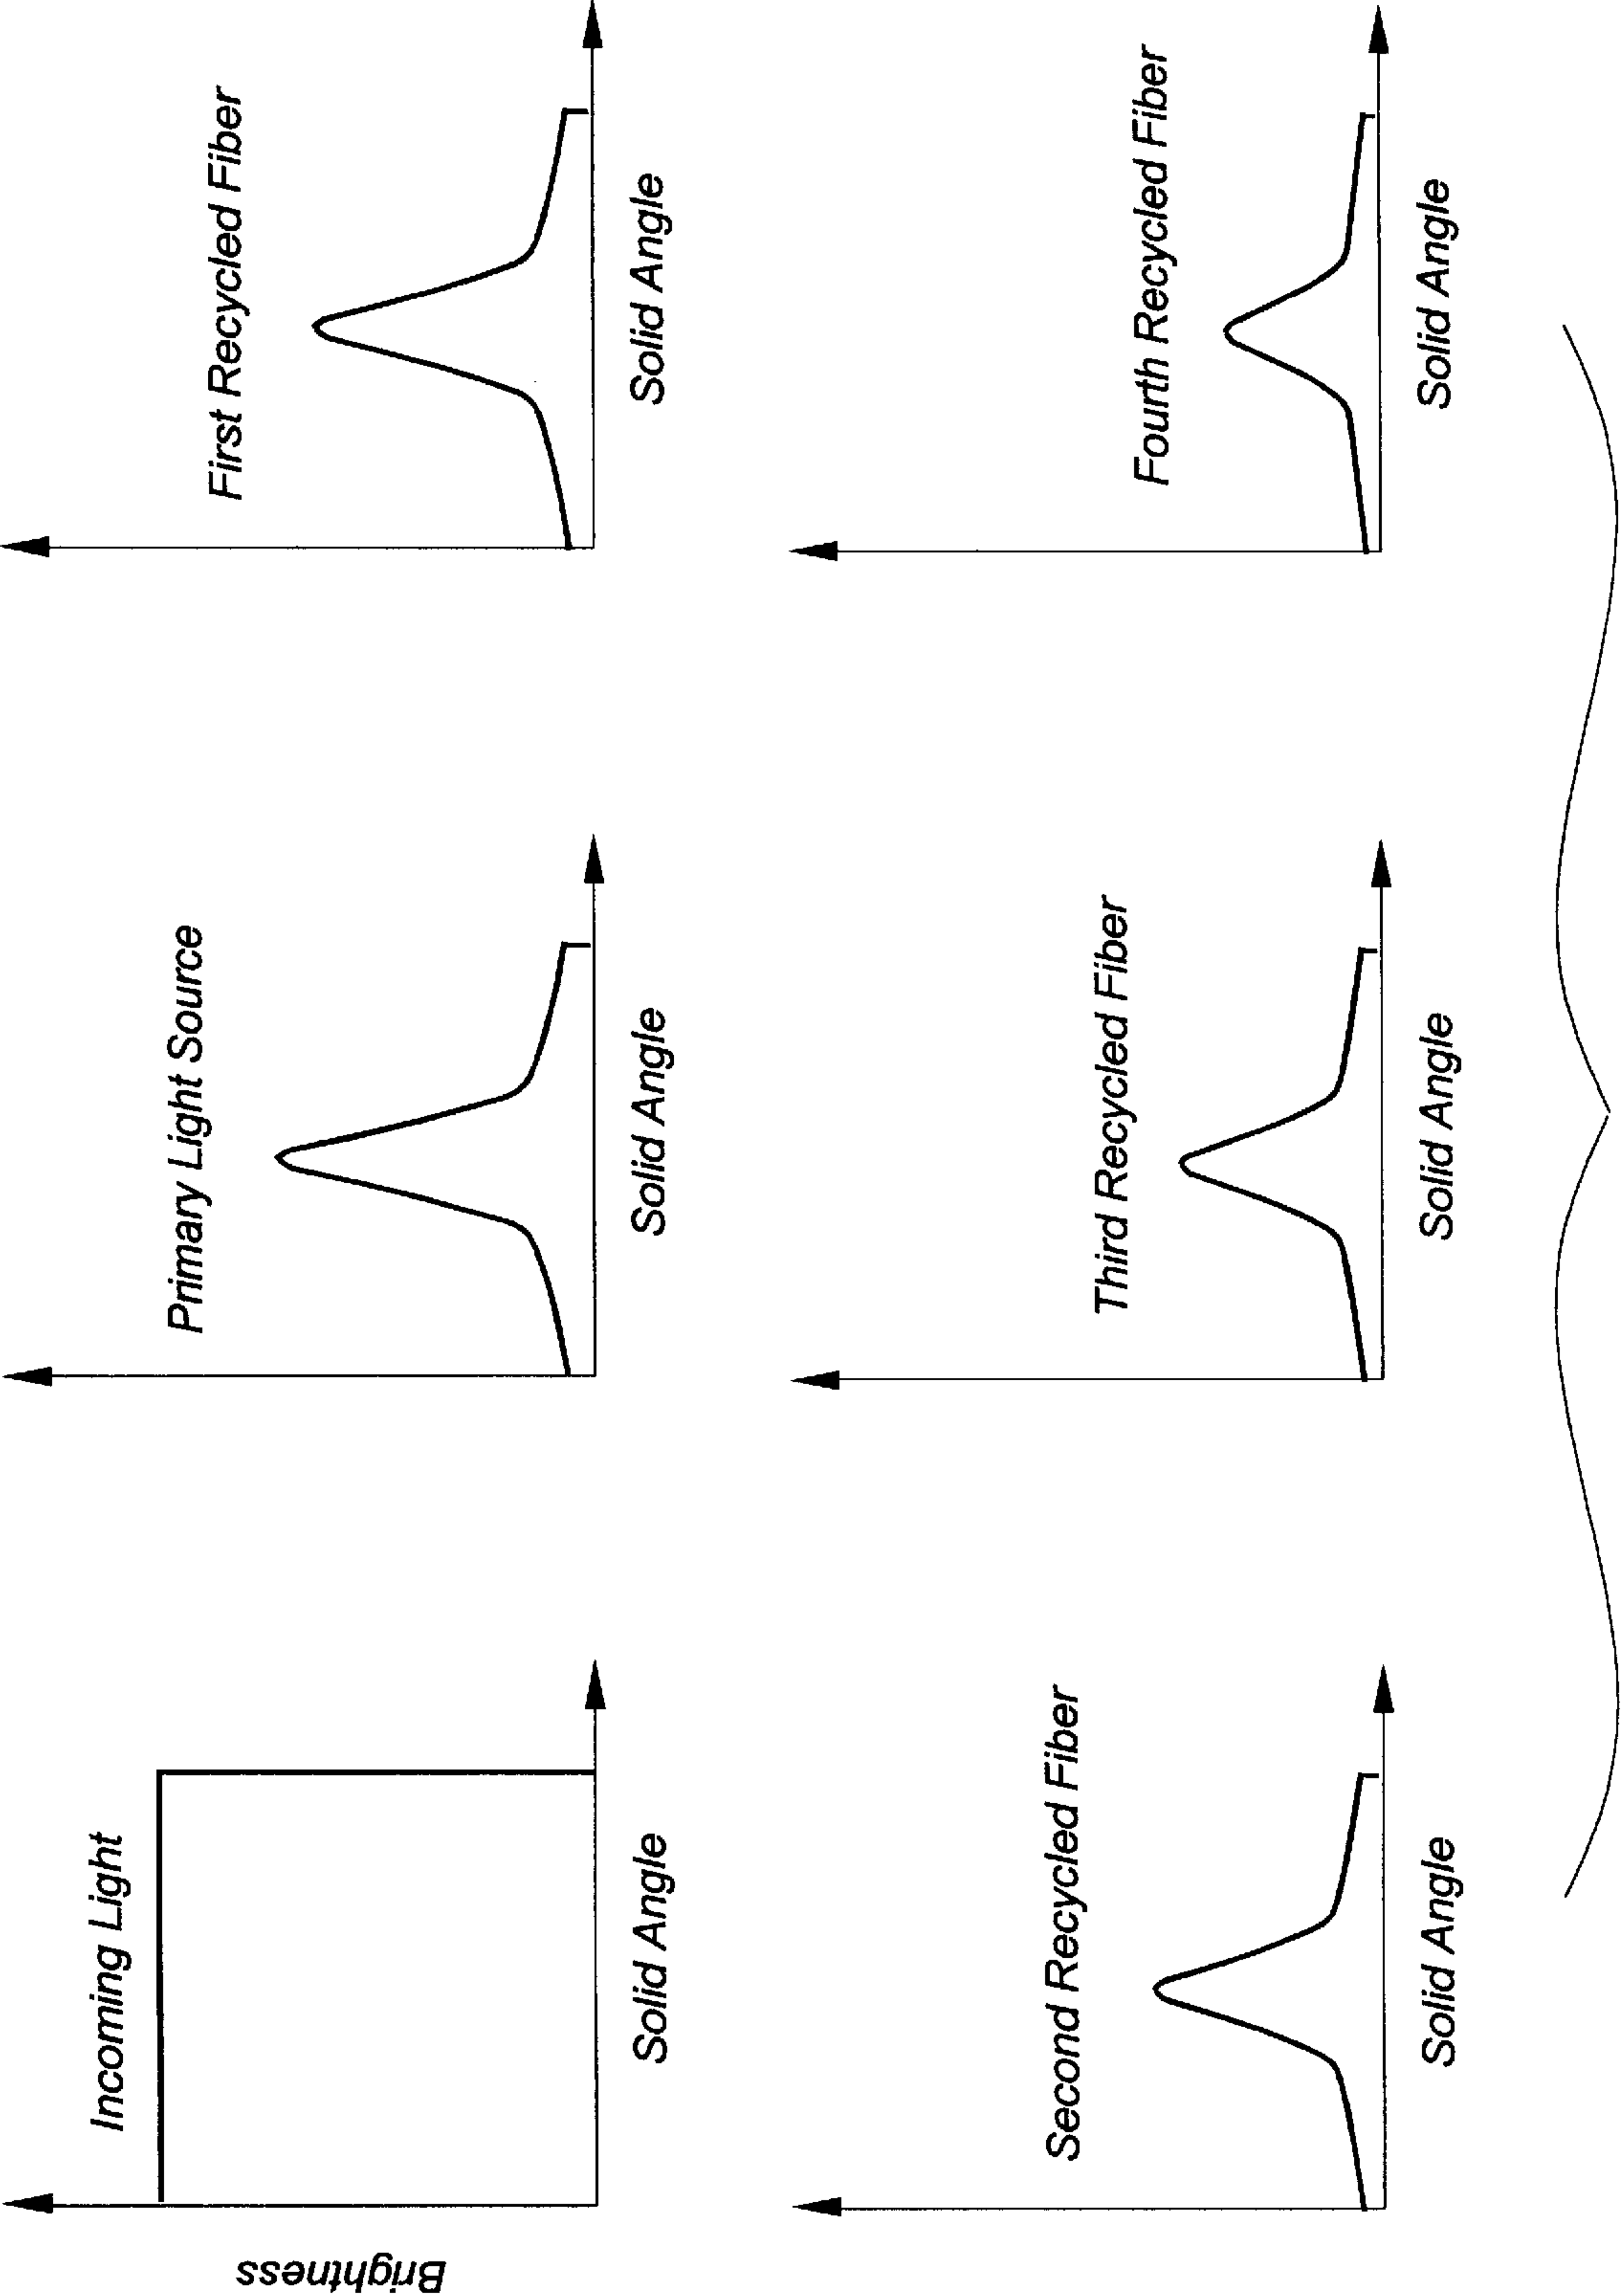 Brightness
Incoming Light
Solid Angle
Primary Light Source
Solid Angle
First Recycled Fiber
Solid Angle
Second Recycled Fiber
Solid Angle
Third Recycled Fiber
Solid Angle
Fourth Recycled Fiber
Solid Angle